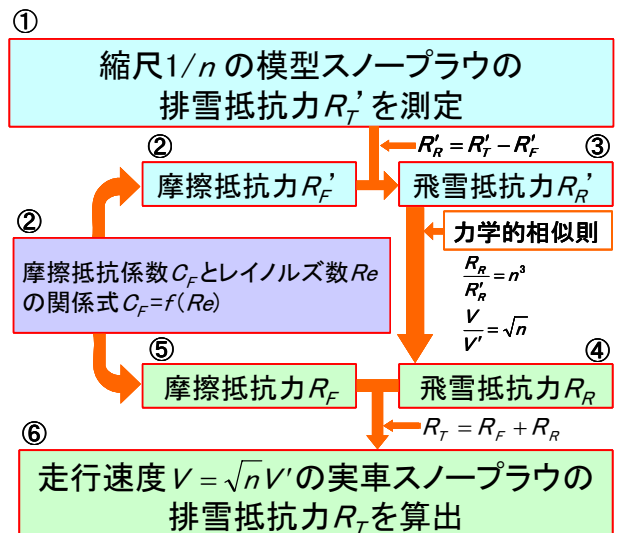 ①
縮尺1/n の模型スノープラウの
排雪抵抗力R_T’を測定
R′_R = R′_T − R′_F
② ③
摩擦抵抗力R_F’ 飛雪抵抗力R_R’
②
力学的相似則
摩擦抵抗係数C_Fとレイノルズ数Re
の関係式C_F=f(Re)
R_R/R′_R = n³
V/V′ = √n
⑤ ④
摩擦抵抗力R_F 飛雪抵抗力R_R
R_T = R_F + R_R
⑥
走行速度V = √n V′の実車スノープラウの
排雪抵抗力R_Tを算出